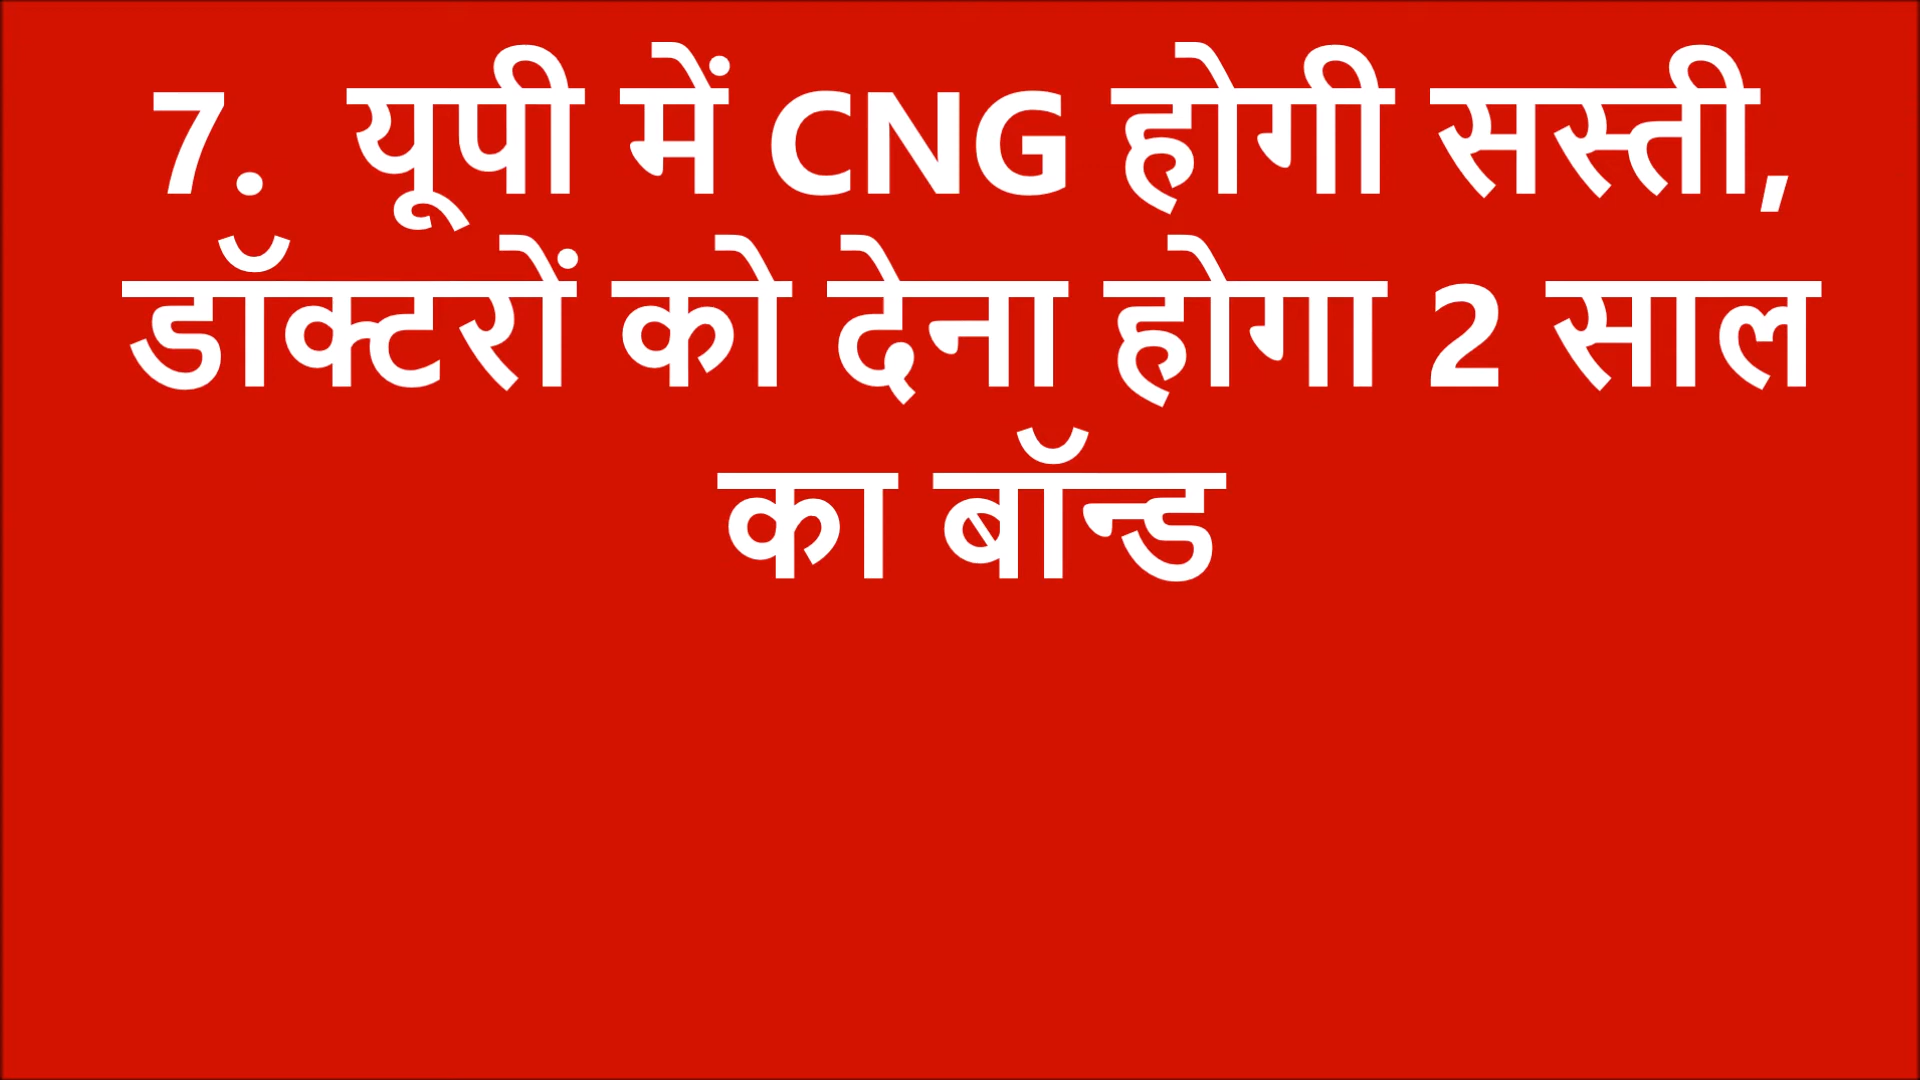 7.  यूपी में CNG होगी सस्ती,
डॉक्टरों को देना होगा 2 साल
का बॉन्ड